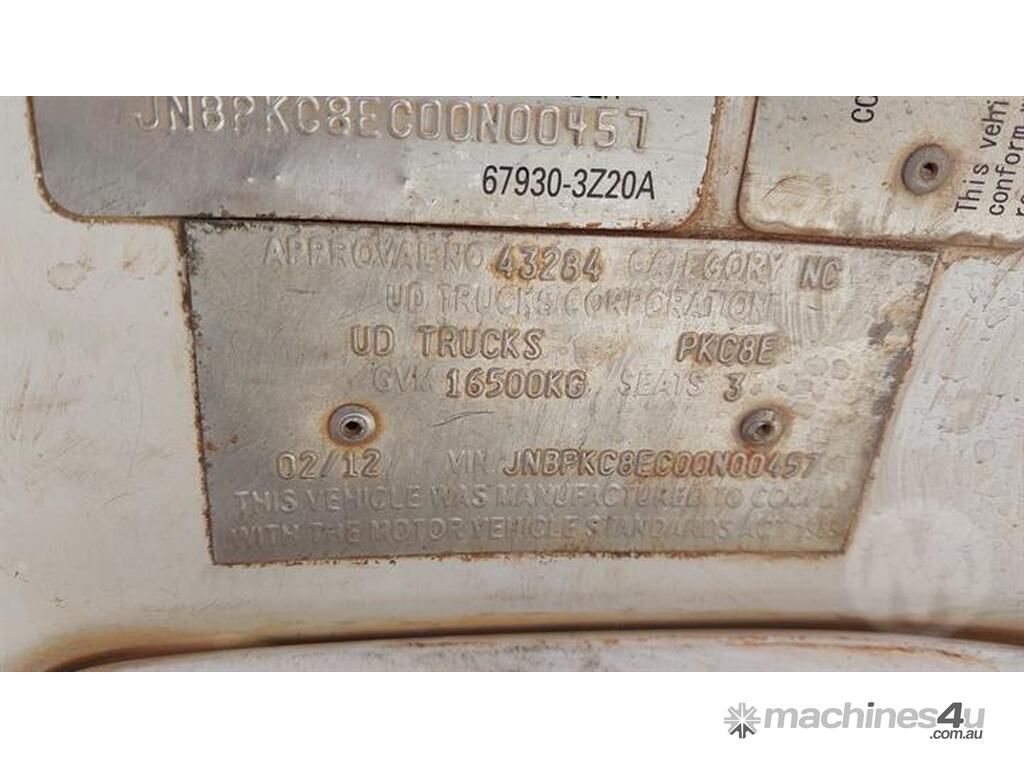 JNBPKC8EC00N00457
67930-3Z20A
CO
This vehi
conform
APPROVAL NO 43284 CATEGORY NC
UD TRUCKS CORPORATION
UD TRUCKS PKC8E
GVM 16500KG SEATS 3
02/12 VIN JNBPKC8EC00N00457
THIS VEHICLE WAS MANUFACTURED TO COMPLY
WITH THE MOTOR VEHICLE STANDARDS ACT
machines4u
.com.au